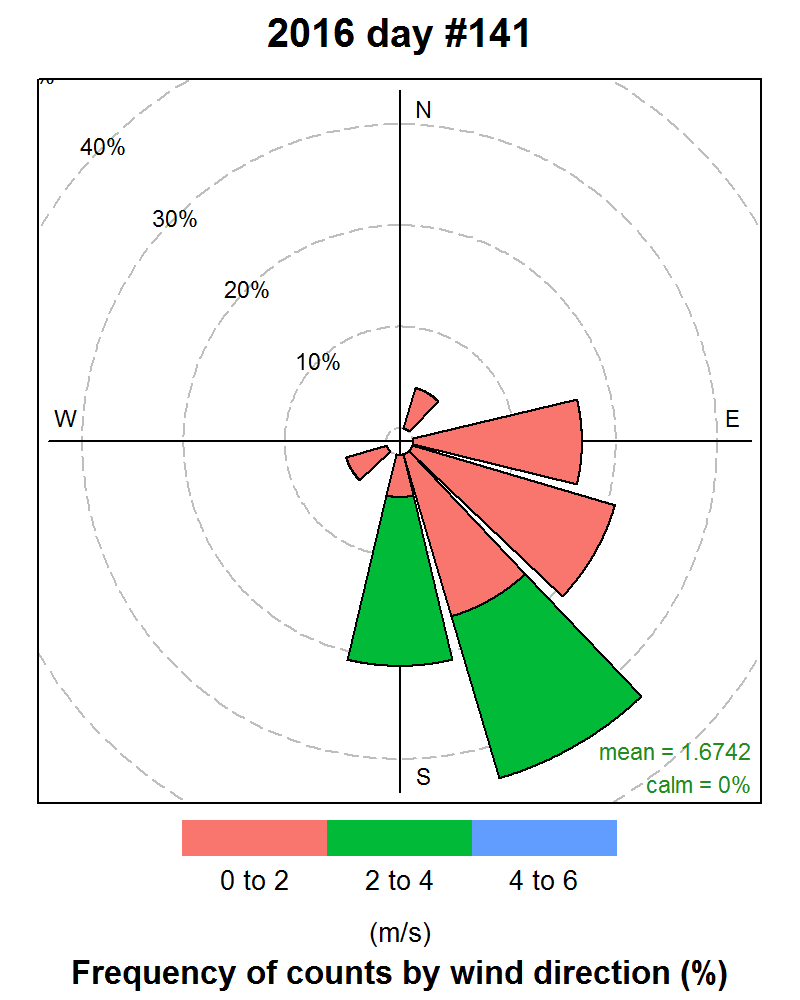 2016 day #141
N
40%
30%
20%
10%
W
E
S
mean = 1.6742
calm = 0%
0 to 2 2 to 4 4 to 6
(m/s)
Frequency of counts by wind direction (%)